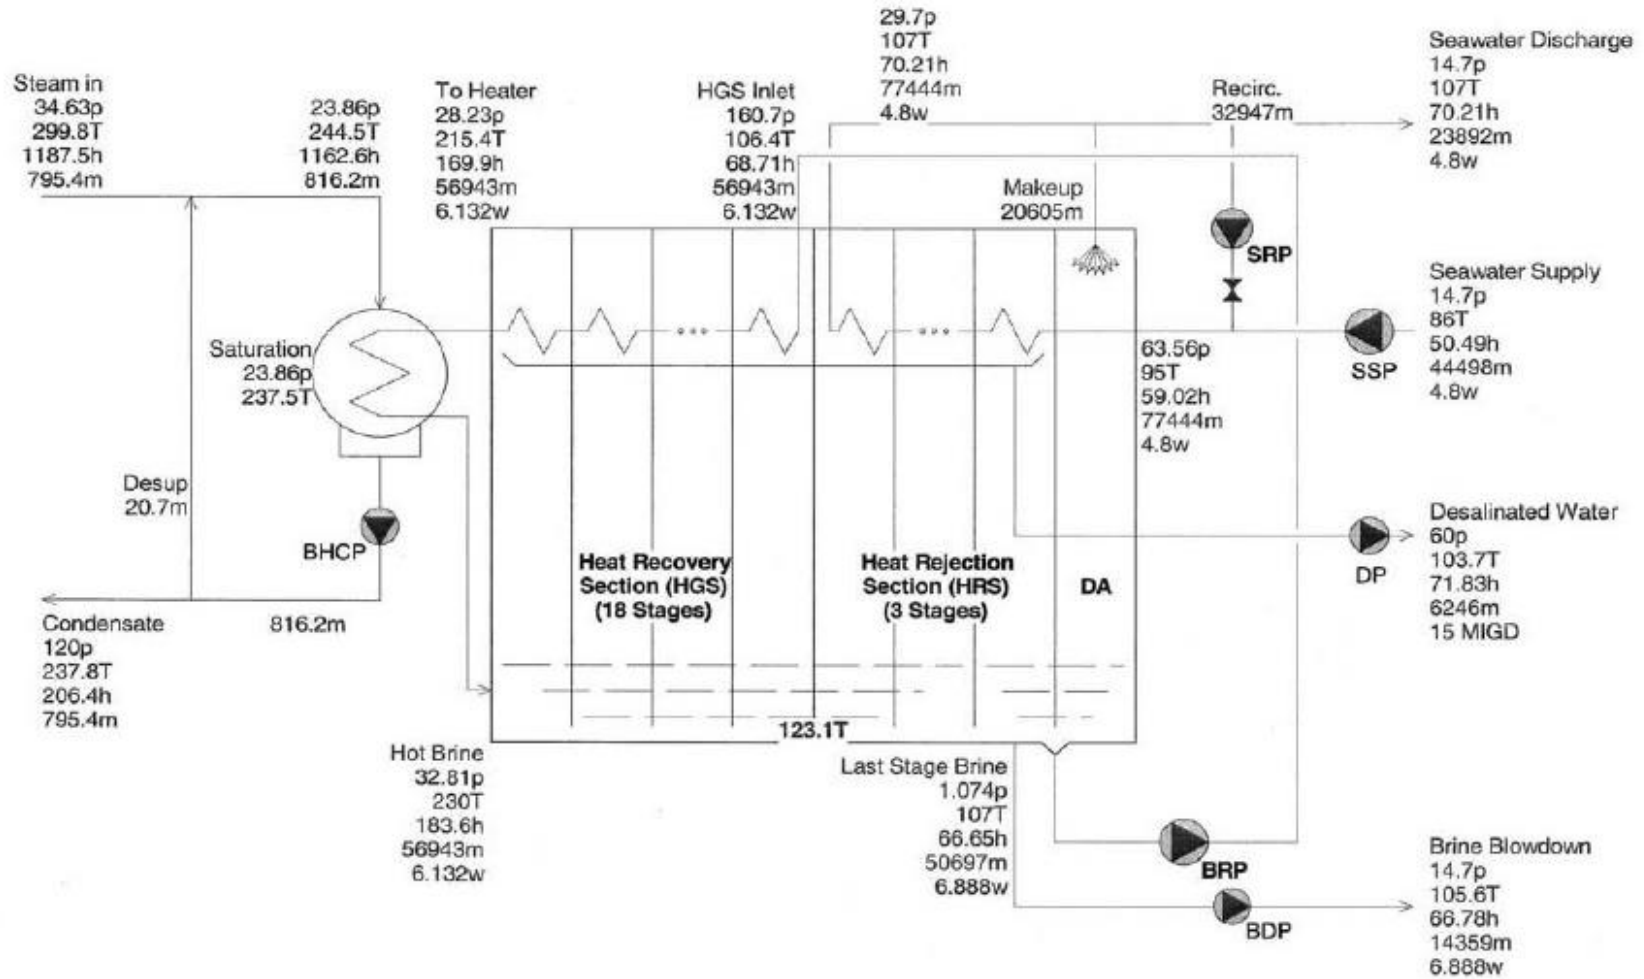 29.7p
107T
70.21h
77444m
4.8w
Seawater Discharge
14.7p
107T
70.21h
23892m
4.8w
Steam in
34.63p
299.8T
1187.5h
795.4m
23.86p
244.5T
1162.6h
816.2m
To Heater
28.23p
215.4T
169.9h
56943m
6.132w
HGS Inlet
160.7p
106.4T
68.71h
56943m
6.132w
Recirc.
32947m
Makeup
20605m
SRP
Seawater Supply
14.7p
86T
50.49h
44498m
4.8w
SSP
Saturation
23.86p
237.5T
63.56p
95T
59.02h
77444m
4.8w
Desup
20.7m
BHCP
Desalinated Water
60p
103.7T
71.83h
6246m
15 MIGD
DP
Heat Recovery
Section (HGS)
(18 Stages)
Heat Rejection
Section (HRS)
(3 Stages)
DA
Condensate
120p
237.8T
206.4h
795.4m
816.2m
123.1T
Hot Brine
32.81p
230T
183.6h
56943m
6.132w
Last Stage Brine
1.074p
107T
66.65h
50697m
6.888w
BRP
BDP
Brine Blowdown
14.7p
105.6T
66.78h
14359m
6.888w